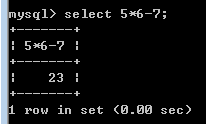 mysql> select 5*6-7;
+-------+
| 5*6-7 |
+-------+
|    23 |
+-------+
1 row in set (0.00 sec)